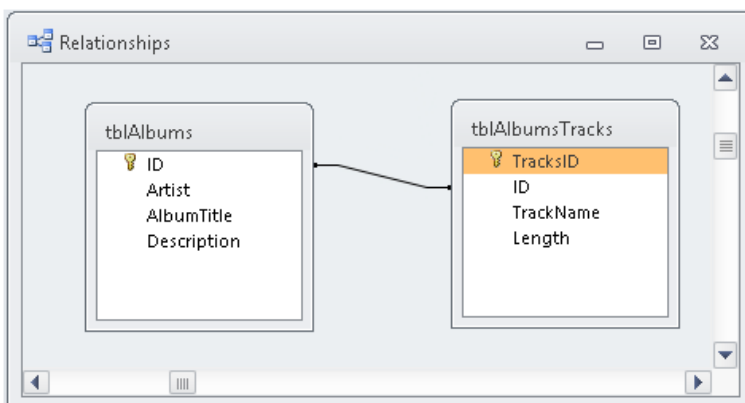 Relationships
tblAlbums
ID
Artist
AlbumTitle
Description
tblAlbumsTracks
TracksID
ID
TrackName
Length